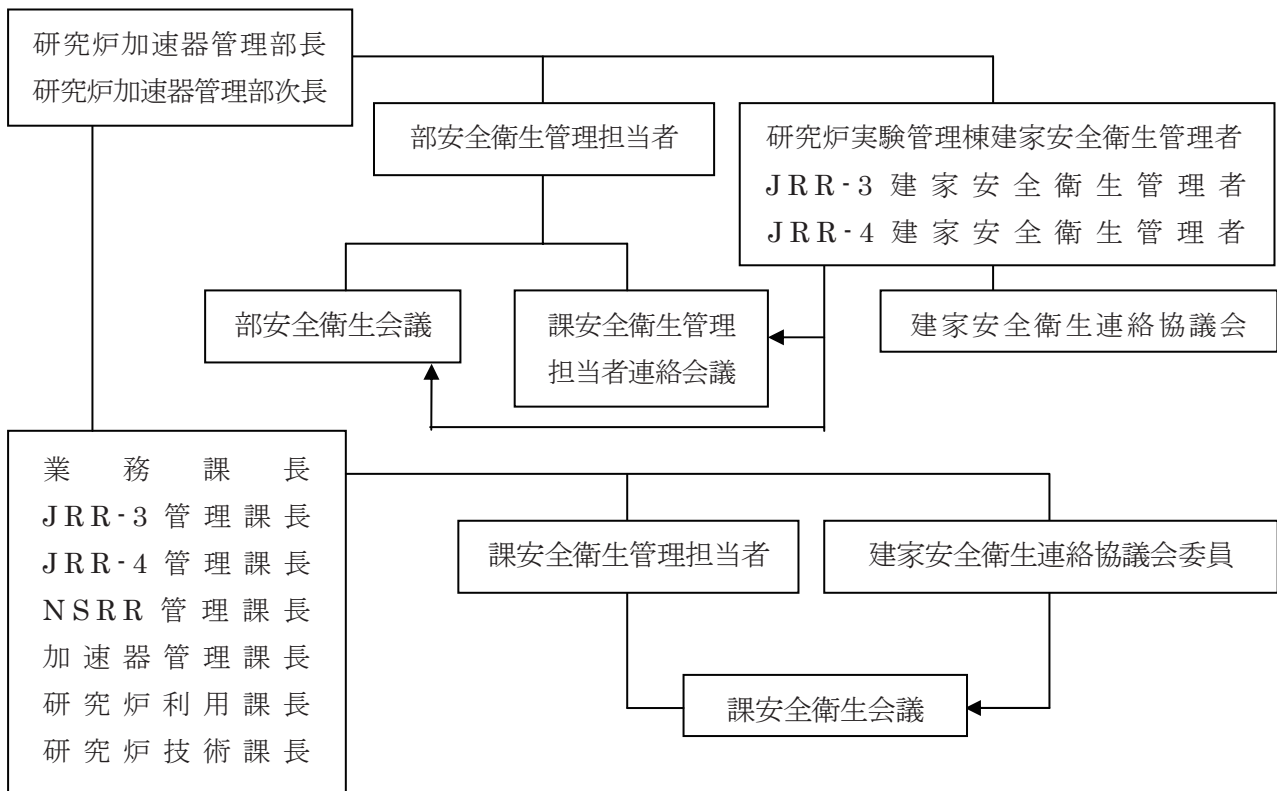 研究炉加速器管理部長
研究炉加速器管理部次長
部安全衛生管理担当者
研究炉実験管理棟建家安全衛生管理者
JRR-3建家安全衛生管理者
JRR-4建家安全衛生管理者
部安全衛生会議
課安全衛生管理
担当者連絡会議
建家安全衛生連絡協議会
業務課長
JRR-3管理課長
JRR-4管理課長
NSRR管理課長
加速器管理課長
研究炉利用課長
研究炉技術課長
課安全衛生管理担当者
建家安全衛生連絡協議会委員
課安全衛生会議